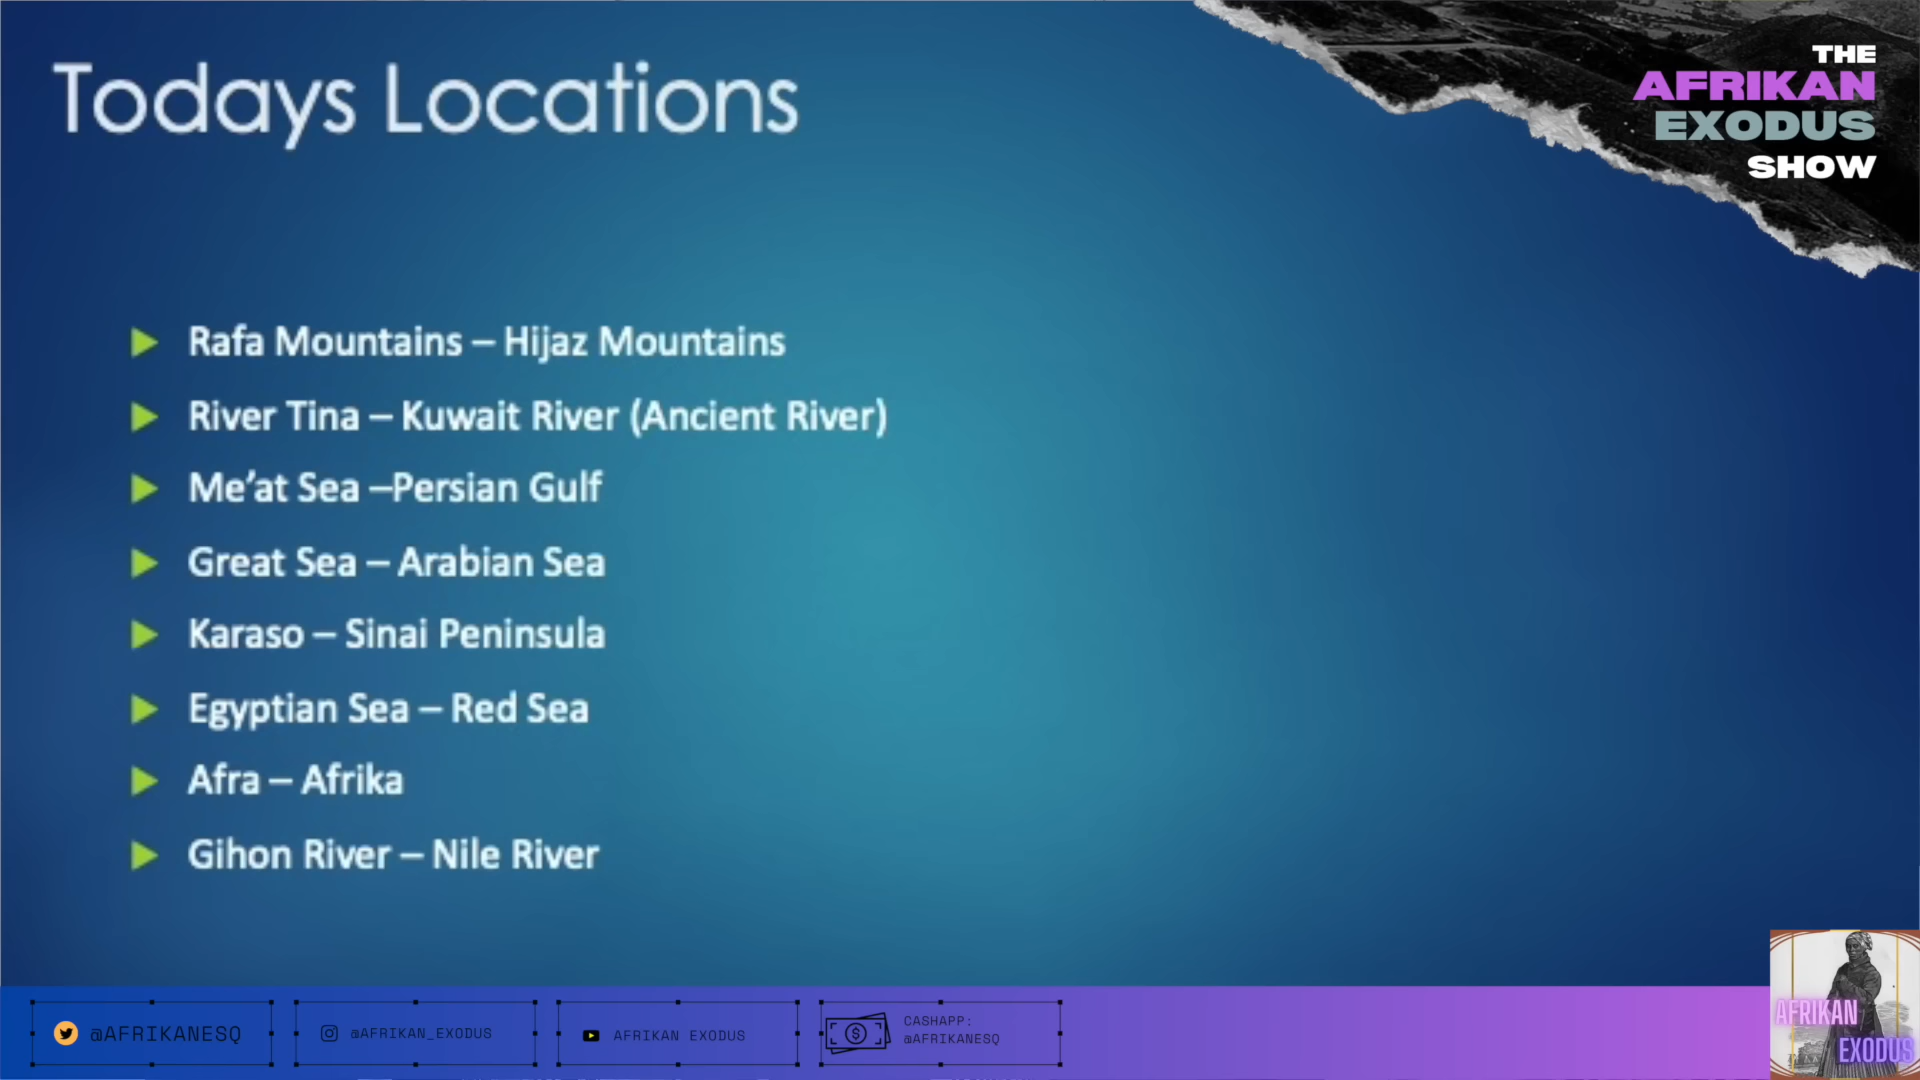 Todays Locations
THE
AFRIKAN
EXODUS
SHOW
Rafa Mountains – Hijaz Mountains
River Tina – Kuwait River (Ancient River)
Me’at Sea –Persian Gulf
Great Sea – Arabian Sea
Karaso – Sinai Peninsula
Egyptian Sea – Red Sea
Afra – Afrika
Gihon River – Nile River
@AFRIKANESQ
@AFRIKAN_EXODUS
AFRIKAN EXODUS
$
CASHAPP:
@AFRIKANESQ
AFRIKAN
EXODUS